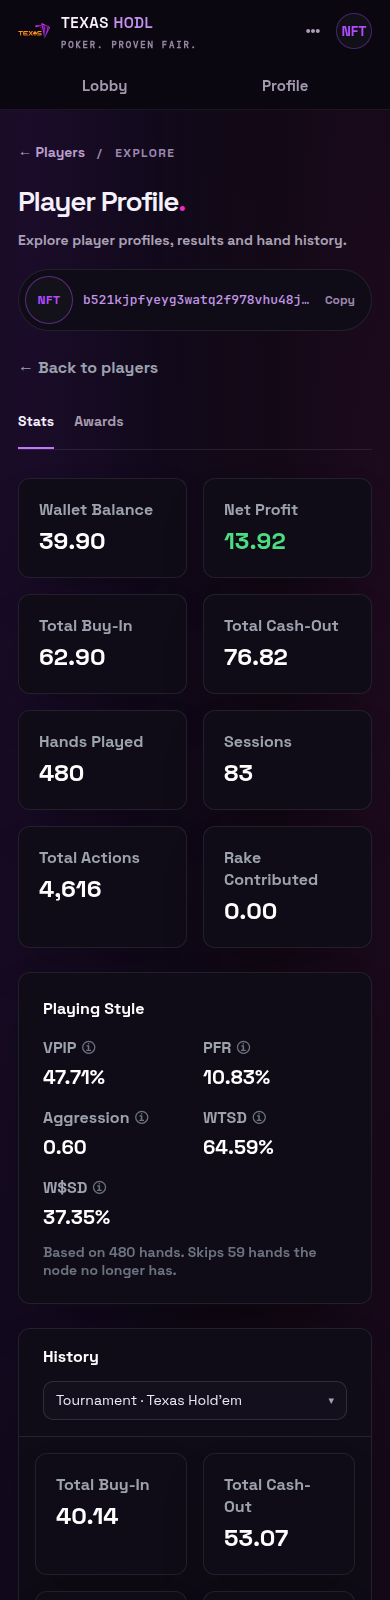 TEXAS
TEXAS HODL
POKER. PROVEN FAIR.
NFT
Lobby Profile
← Players / EXPLORE
Player Profile.
Explore player profiles, results and hand history.
NFT b521kjpfyeyg3watq2f978vhu48j… Copy
← Back to players
Stats Awards
Wallet Balance Net Profit
39.90 13.92
Total Buy-In Total Cash-Out
62.90 76.82
Hands Played Sessions
480 83
Total Actions
4,616
Rake
Contributed
0.00
Playing Style
VPIP PFR
47.71% 10.83%
Aggression WTSD
0.60 64.59%
W$SD
37.35%
Based on 480 hands. Skips 59 hands the
node no longer has.
History
Tournament · Texas Hold'em
Total Buy-In
40.14
Total Cash-
Out
53.07